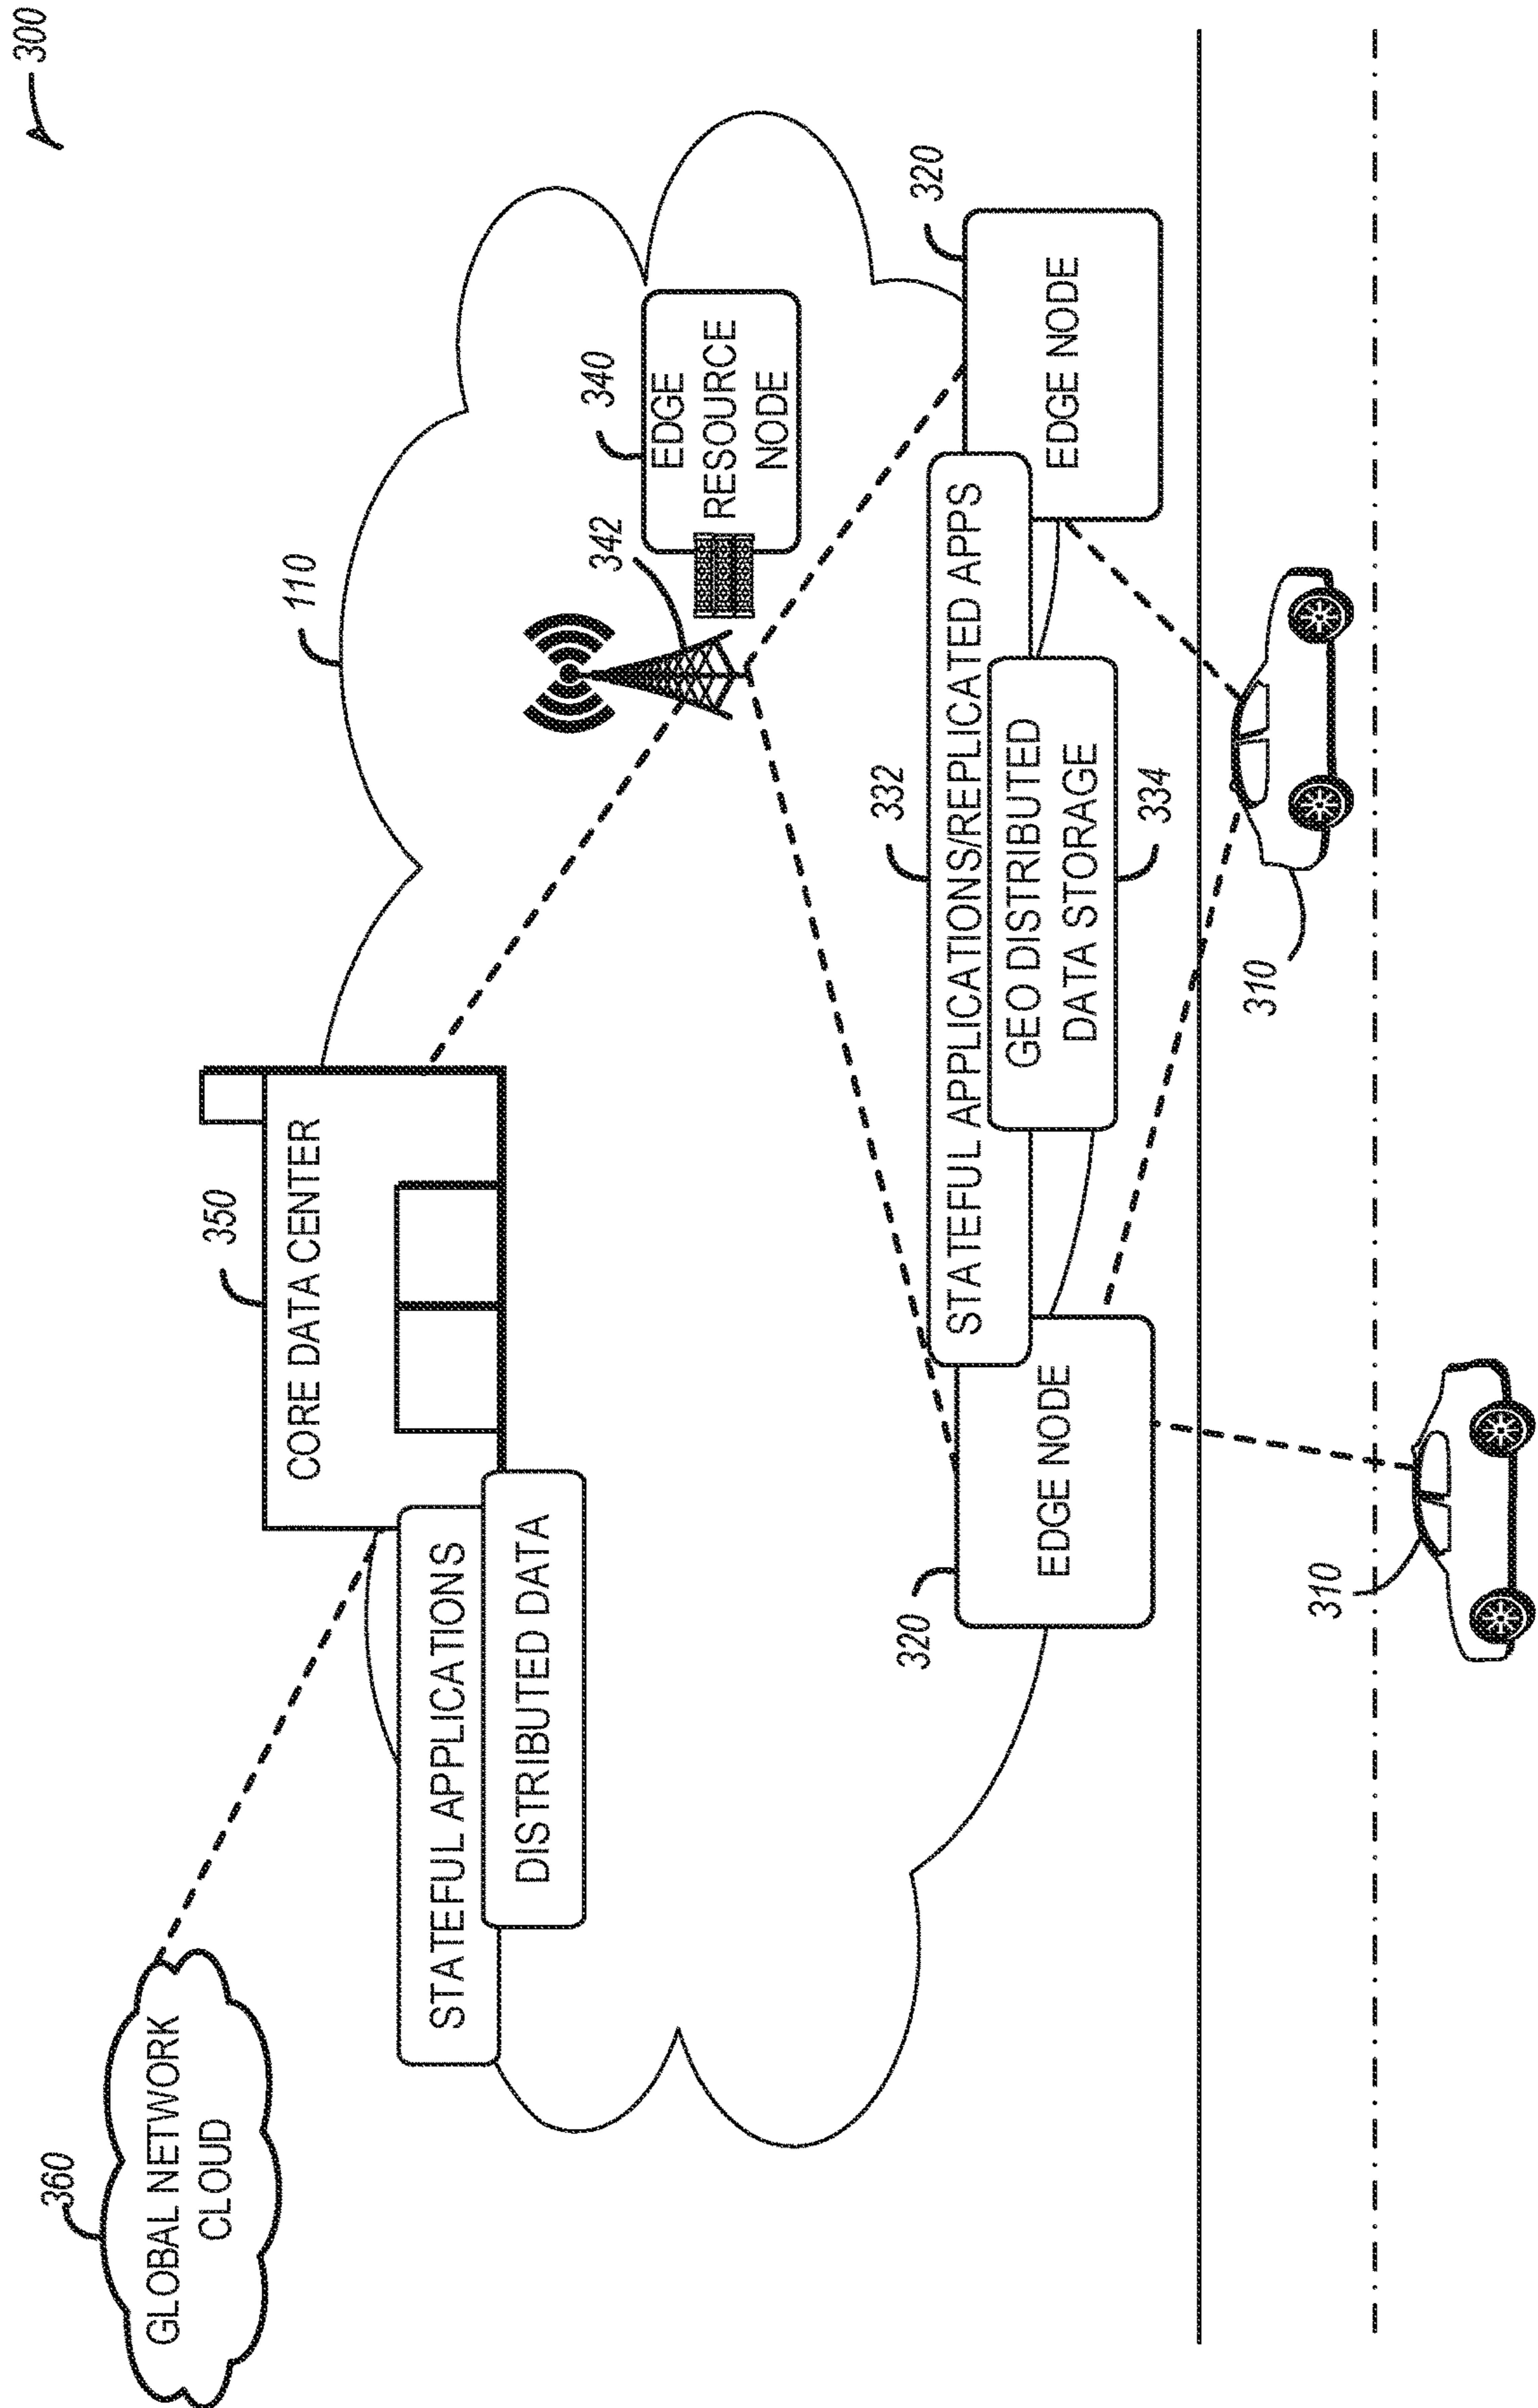 300
360
GLOBAL NETWORK
CLOUD
350
CORE DATA CENTER
STATEFUL APPLICATIONS
DISTRIBUTED DATA
110
342
340
EDGE
RESOURCE
NODE
320
EDGE NODE
332
STATEFUL APPLICATIONS/REPLICATED APPS
GEO DISTRIBUTED
DATA STORAGE
334
320
EDGE NODE
310
310